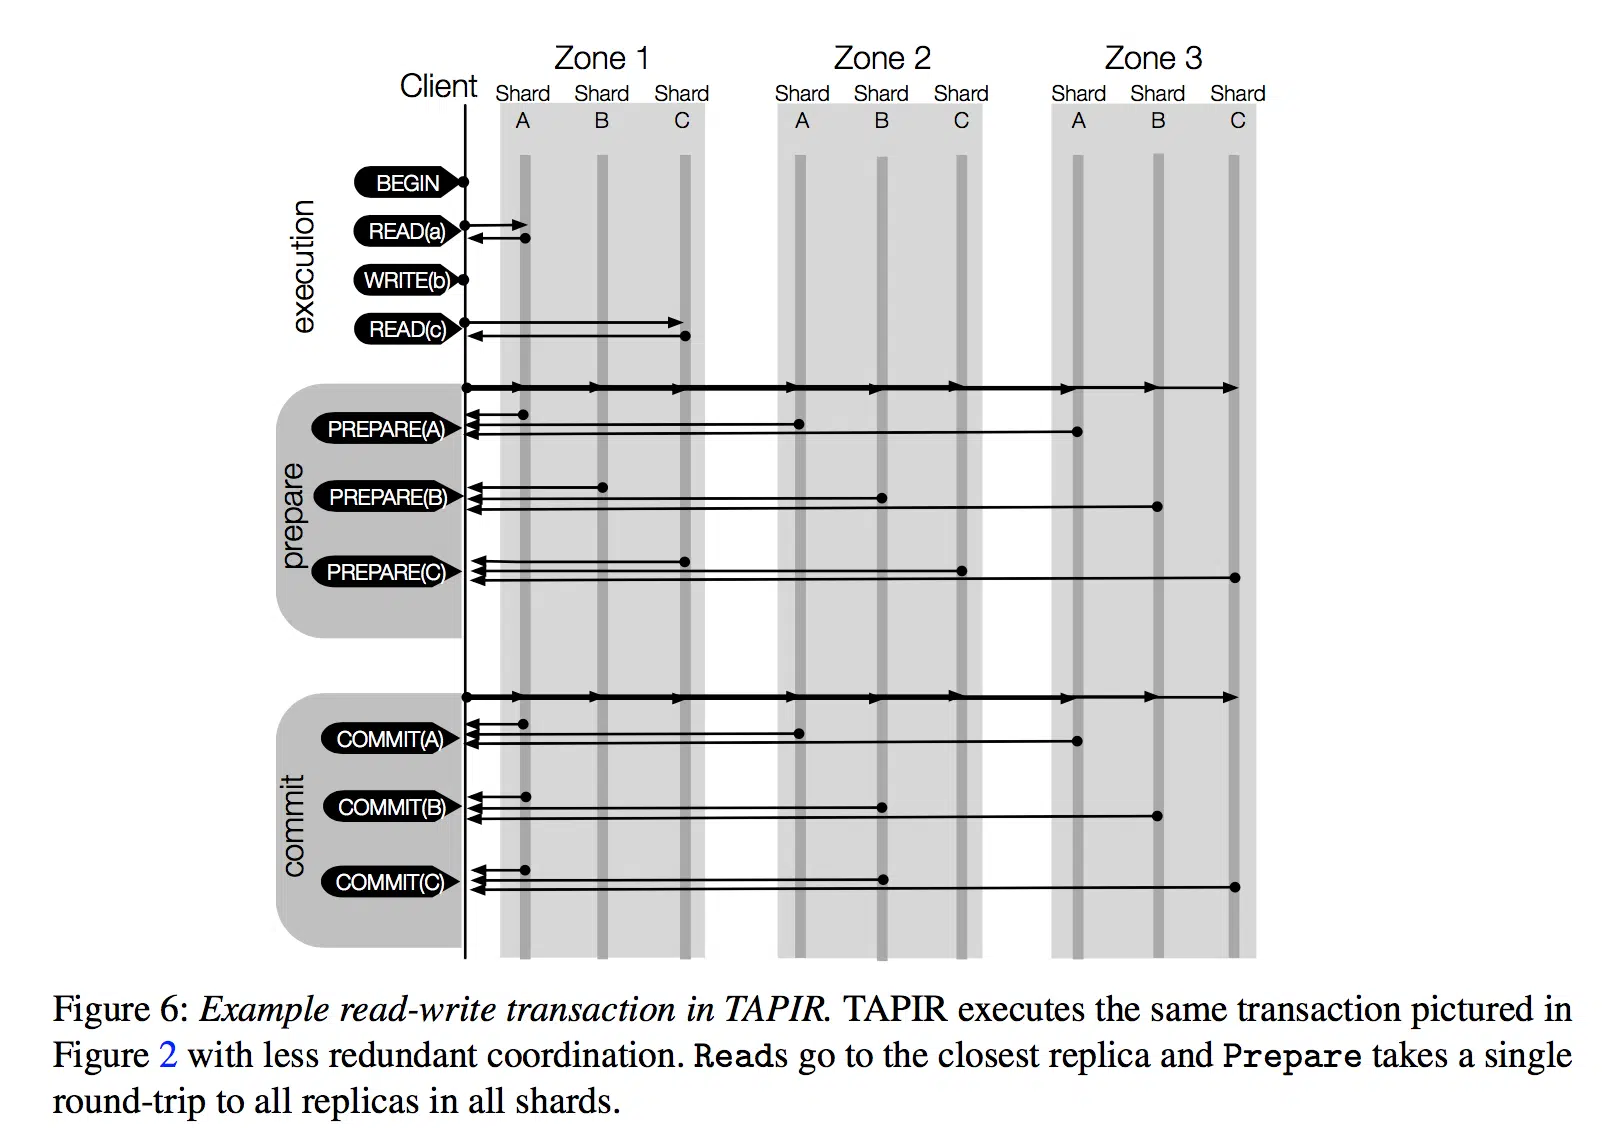 Zone 1 Zone 2 Zone 3
Client Shard Shard Shard Shard Shard Shard Shard Shard Shard
A B C A B C A B C
execution
BEGIN
READ(a)
WRITE(b)
READ(c)
prepare
PREPARE(A)
PREPARE(B)
PREPARE(C)
commit
COMMIT(A)
COMMIT(B)
COMMIT(C)
Figure 6: Example read-write transaction in TAPIR. TAPIR executes the same transaction pictured in
Figure 2 with less redundant coordination. Reads go to the closest replica and Prepare takes a single
round-trip to all replicas in all shards.